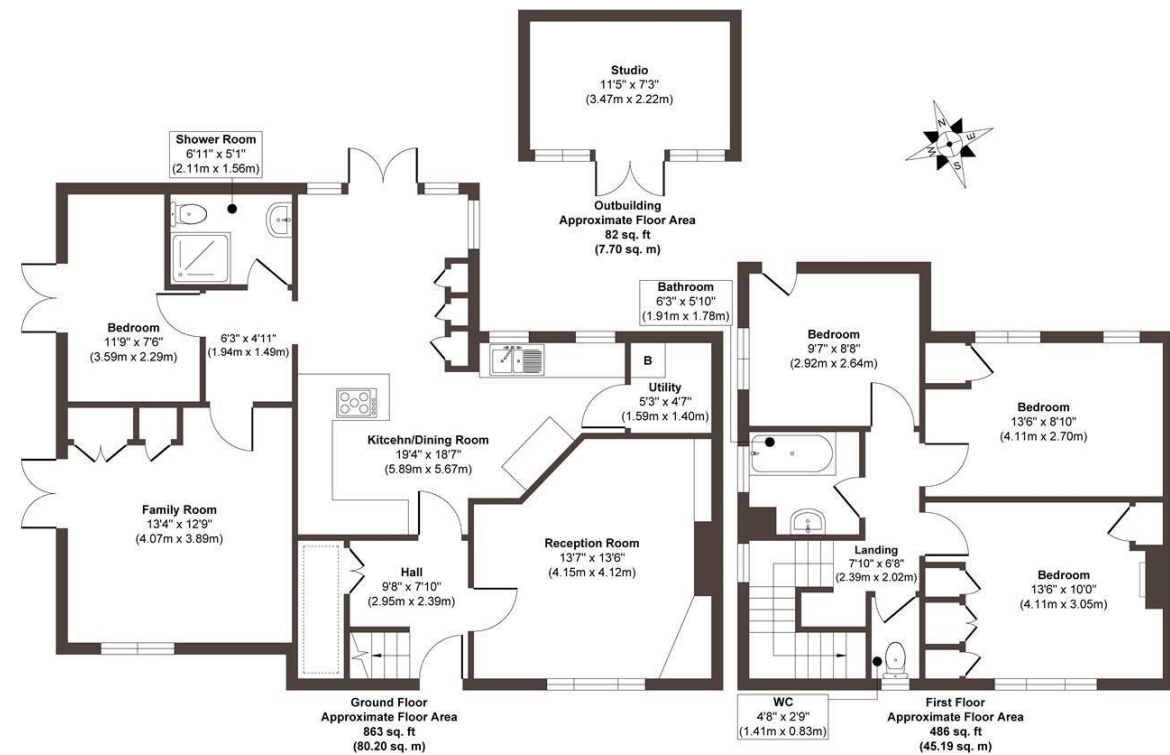 Studio
11'5" x 7'3"
(3.47m x 2.22m)
N
E
S
W
Shower Room
6'11" x 5'1"
(2.11m x 1.56m)
Outbuilding
Approximate Floor Area
82 sq. ft
(7.70 sq. m)
Bedroom
11'9" x 7'6"
(3.59m x 2.29m)
6'3" x 4'11"
(1.94m x 1.49m)
B
Utility
5'3" x 4'7"
(1.59m x 1.40m)
Kitcehn/Dining Room
19'4" x 18'7"
(5.89m x 5.67m)
Family Room
13'4" x 12'9"
(4.07m x 3.89m)
Reception Room
13'7" x 13'6"
(4.15m x 4.12m)
Hall
9'8" x 7'10"
(2.95m x 2.39m)
Ground Floor
Approximate Floor Area
863 sq. ft
(80.20 sq. m)
Bathroom
6'3" x 5'10"
(1.91m x 1.78m)
Bedroom
9'7" x 8'8"
(2.92m x 2.64m)
Bedroom
13'6" x 8'10"
(4.11m x 2.70m)
Landing
7'10" x 6'8"
(2.39m x 2.02m)
Bedroom
13'6" x 10'0"
(4.11m x 3.05m)
WC
4'8" x 2'9"
(1.41m x 0.83m)
First Floor
Approximate Floor Area
486 sq. ft
(45.19 sq. m)